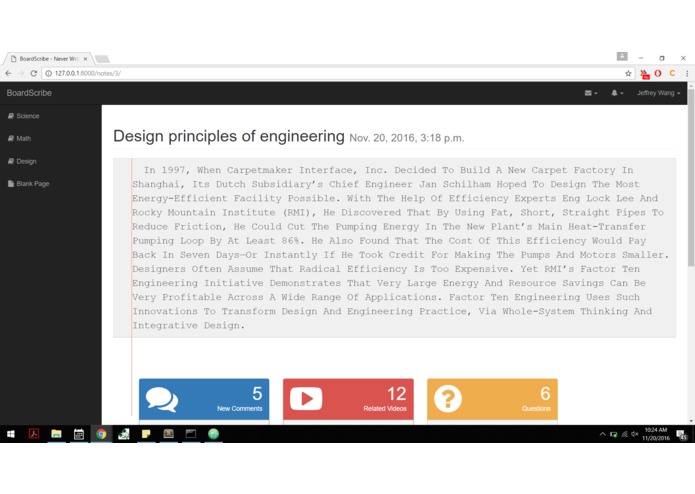 BoardScribe - Never Wri
127.0.0.1:8000/notes/3/
BoardScribe
Jeffrey Wang
Science
Math
Design
Blank Page
Design principles of engineering Nov. 20, 2016, 3:18 p.m.
In 1997, When Carpetmaker Interface, Inc. Decided To Build A New Carpet Factory In
Shanghai, Its Dutch Subsidiary's Chief Engineer Jan Schilham Hoped To Design The Most
Energy-Efficient Facility Possible. With The Help Of Efficiency Experts Eng Lock Lee And
Rocky Mountain Institute (RMI), He Discovered That By Using Fat, Short, Straight Pipes To
Reduce Friction, He Could Cut The Pumping Energy In The New Plant's Main Heat-Transfer
Pumping Loop By At Least 86%. He Also Found That The Cost Of This Efficiency Would Pay
Back In Seven Days—Or Instantly If He Took Credit For Making The Pumps And Motors Smaller.
Designers Often Assume That Radical Efficiency Is Too Expensive. Yet RMI's Factor Ten
Engineering Initiative Demonstrates That Very Large Energy And Resource Savings Can Be
Very Profitable Across A Wide Range Of Applications. Factor Ten Engineering Uses Such
Innovations To Transform Design And Engineering Practice, Via Whole-System Thinking And
Integrative Design.
5
New Comments
12
Related Videos
6
Questions
10:24 AM
11/20/2016